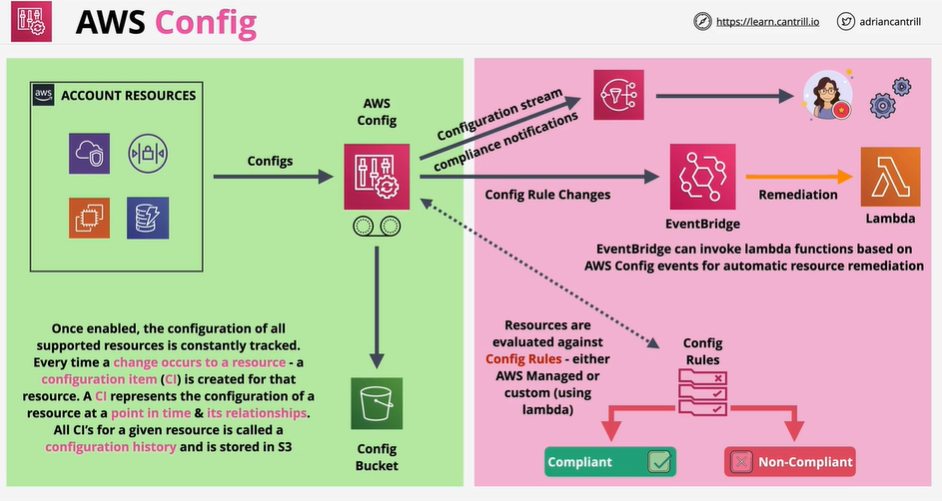 AWS Config
https://learn.cantrill.io
adriancantrill
aws
ACCOUNT RESOURCES
Configs
AWS
Config
Configuration stream
compliance notifications
Config Rule Changes
EventBridge
Remediation
Lambda
EventBridge can invoke lambda functions based on
AWS Config events for automatic resource remediation
Once enabled, the configuration of all
supported resources is constantly tracked.
Every time a change occurs to a resource - a
configuration item (CI) is created for that
resource. A CI represents the configuration of a
resource at a point in time & its relationships.
All CI's for a given resource is called a
configuration history and is stored in S3
Config
Bucket
Resources are
evaluated against
Config Rules - either
AWS Managed or
custom (using
lambda)
Config
Rules
Compliant
Non-Compliant